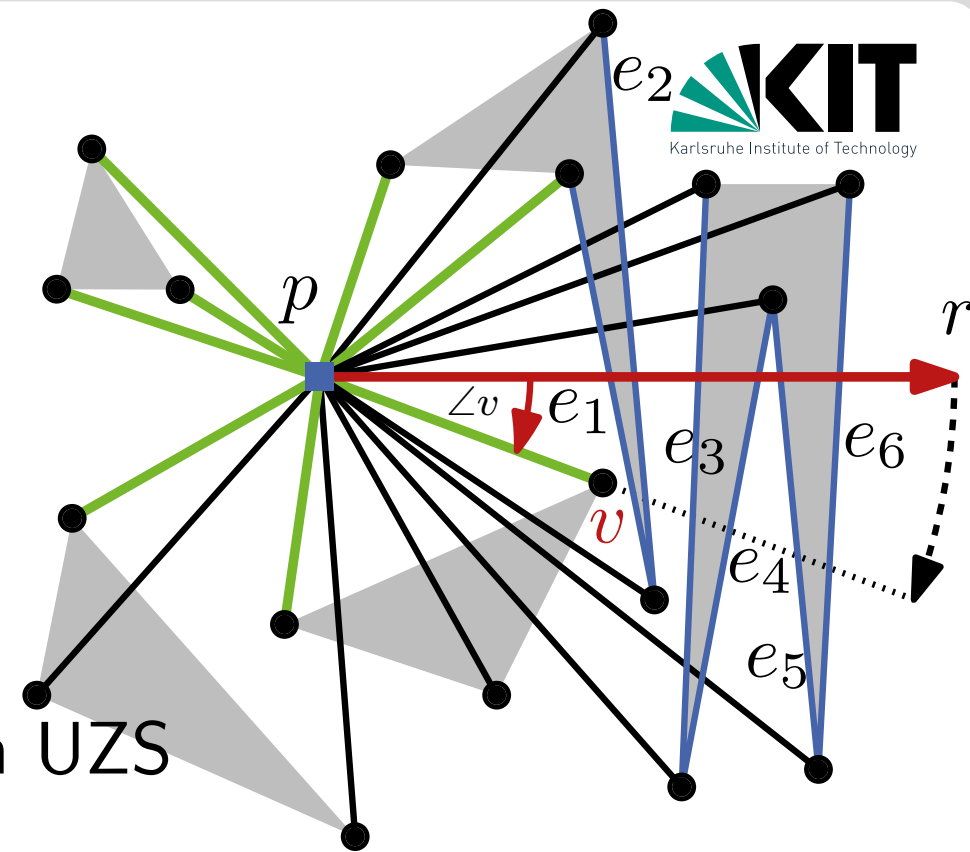 e2
KIT
Karlsruhe Institute of Technology
p
r
∠v
e1
e3
e6
v
e4
e5
UZS